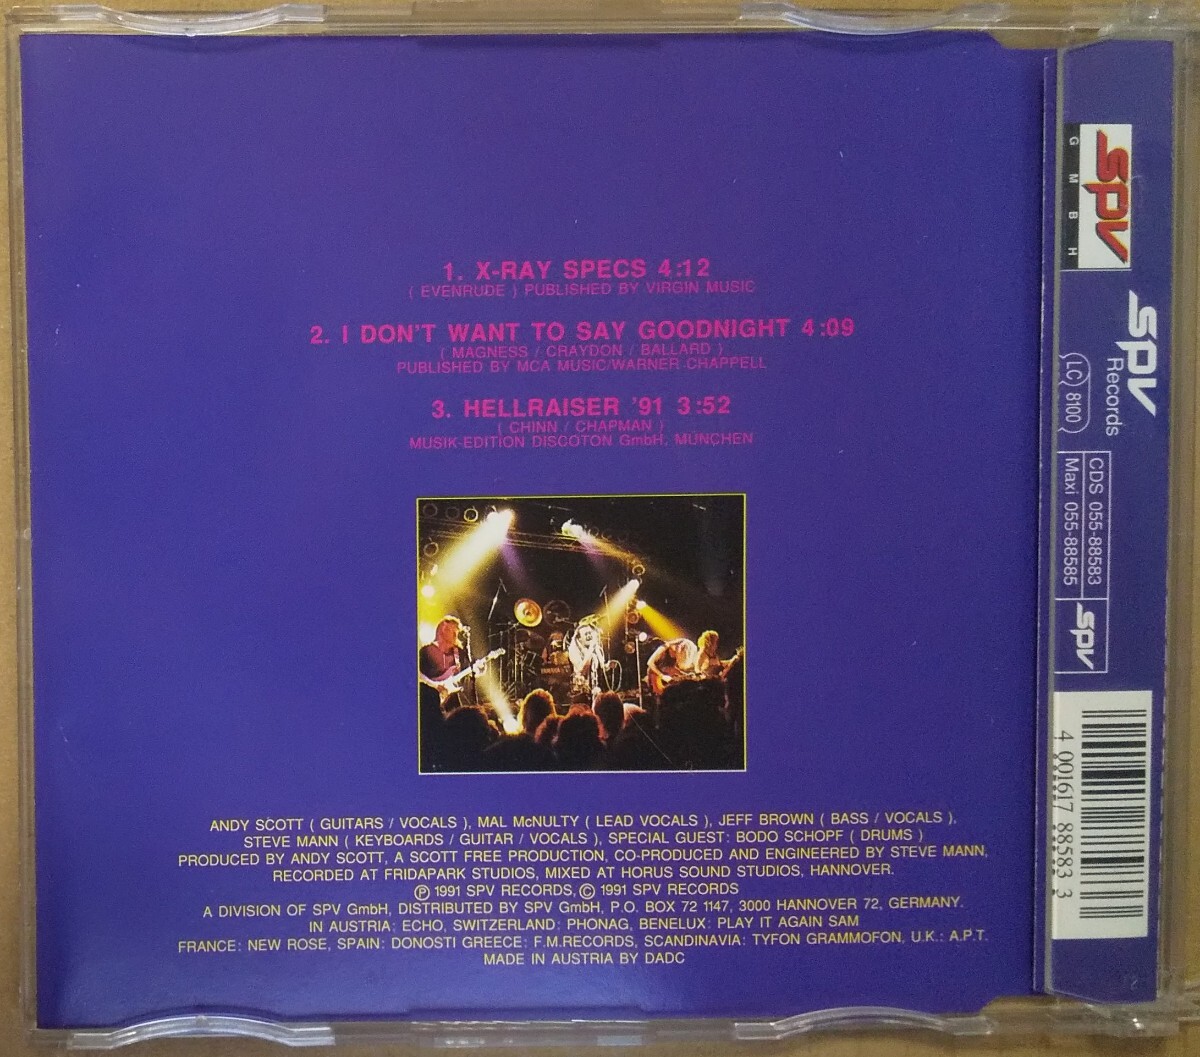 1. X-RAY SPECS 4:12
( EVENRUDE ) PUBLISHED BY VIRGIN MUSIC
2. I DON'T WANT TO SAY GOODNIGHT 4:09
( MAGNESS / CRAYDON / BALLARD )
PUBLISHED BY MCA MUSIC/WARNER CHAPPELL
3. HELLRAISER '91 3:52
( CHINN / CHAPMAN )
MUSIK-EDITION DISCOTON GmbH, MÜNCHEN
ANDY SCOTT ( GUITARS / VOCALS ), MAL McNULTY ( LEAD VOCALS ), JEFF BROWN ( BASS / VOCALS ),
STEVE MANN ( KEYBOARDS / GUITAR / VOCALS ), SPECIAL GUEST: BODO SCHOPF ( DRUMS )
PRODUCED BY ANDY SCOTT, A SCOTT FREE PRODUCTION, CO-PRODUCED AND ENGINEERED BY STEVE MANN,
RECORDED AT FRIDAPARK STUDIOS, MIXED AT HORUS SOUND STUDIOS, HANNOVER.
℗ 1991 SPV RECORDS, © 1991 SPV RECORDS
A DIVISION OF SPV GmbH, DISTRIBUTED BY SPV GmbH, P.O. BOX 72 1147, 3000 HANNOVER 72, GERMANY.
IN AUSTRIA: ECHO, SWITZERLAND: PHONAG, BENELUX: PLAY IT AGAIN SAM
FRANCE: NEW ROSE, SPAIN: DONOSTI GREECE: F.M.RECORDS, SCANDINAVIA: TYFON GRAMMOFON, U.K.: A.P.T.
MADE IN AUSTRIA BY DADC
SPV
GMBH
SPV
Records
LC 8100
CDS 055-88583
Maxi 055-88585
SPV
4 001617 885833